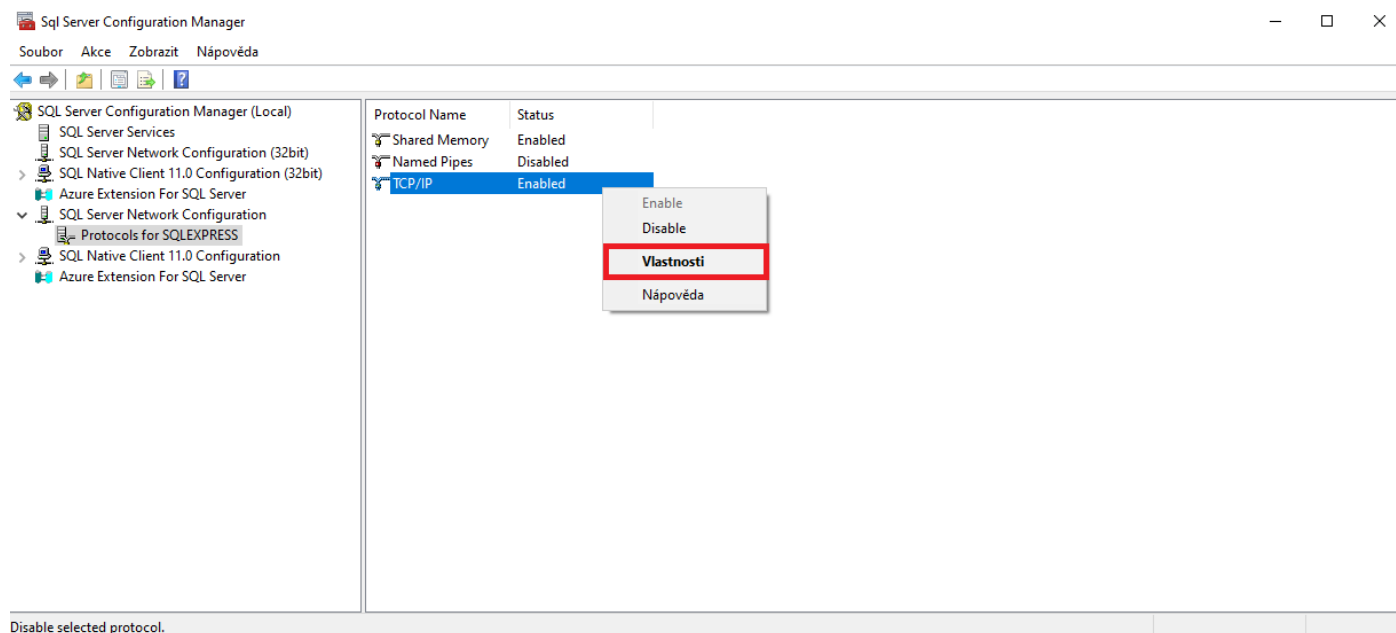 Sql Server Configuration Manager
Soubor Akce Zobrazit Nápověda
SQL Server Configuration Manager (Local)
SQL Server Services
SQL Server Network Configuration (32bit)
SQL Native Client 11.0 Configuration (32bit)
Azure Extension For SQL Server
SQL Server Network Configuration
Protocols for SQLEXPRESS
SQL Native Client 11.0 Configuration
Azure Extension For SQL Server
Protocol Name Status
Shared Memory Enabled
Named Pipes Disabled
TCP/IP Enabled
Enable
Disable
Vlastnosti
Nápověda
Disable selected protocol.